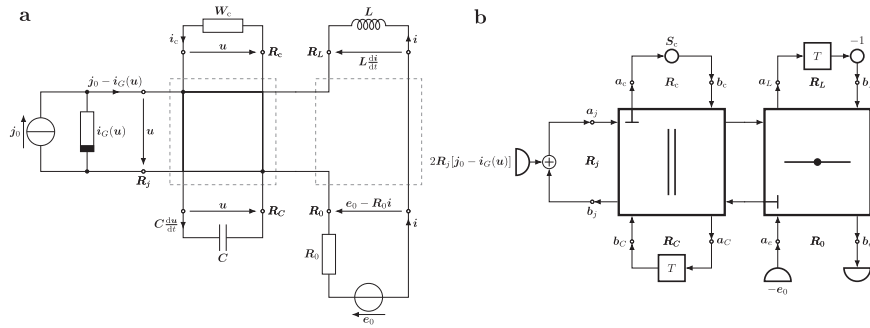 a
W_c
i_c
u
R_c
L
i
R_L
L di/dt
j_0 − i_G(u)
j_0
i_G(u)
u
R_j
C du/dt
u
R_C
C
R_0
e_0 − R_0 i
i
R_0
e_0
b
S_c
a_c
R_c
b_c
T
−1
a_L
R_L
a_j
2R_j[j_0 − i_G(u)]
R_j
b_j
b_C
R_C
a_C
T
a_e
R_0
−e_0